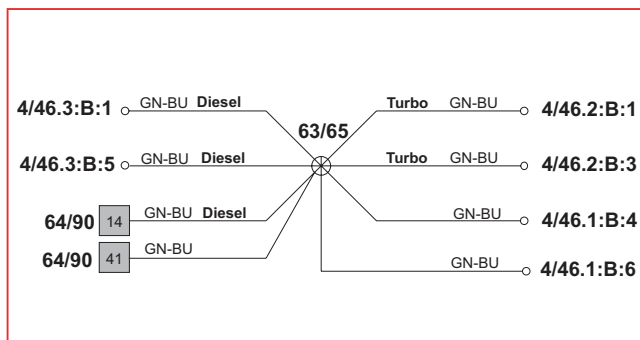 4/46.3:B:1 GN-BU Diesel Turbo GN-BU 4/46.2:B:1
63/65
4/46.3:B:5 GN-BU Diesel Turbo GN-BU 4/46.2:B:3
64/90 14 GN-BU Diesel GN-BU 4/46.1:B:4
64/90 41 GN-BU
GN-BU 4/46.1:B:6